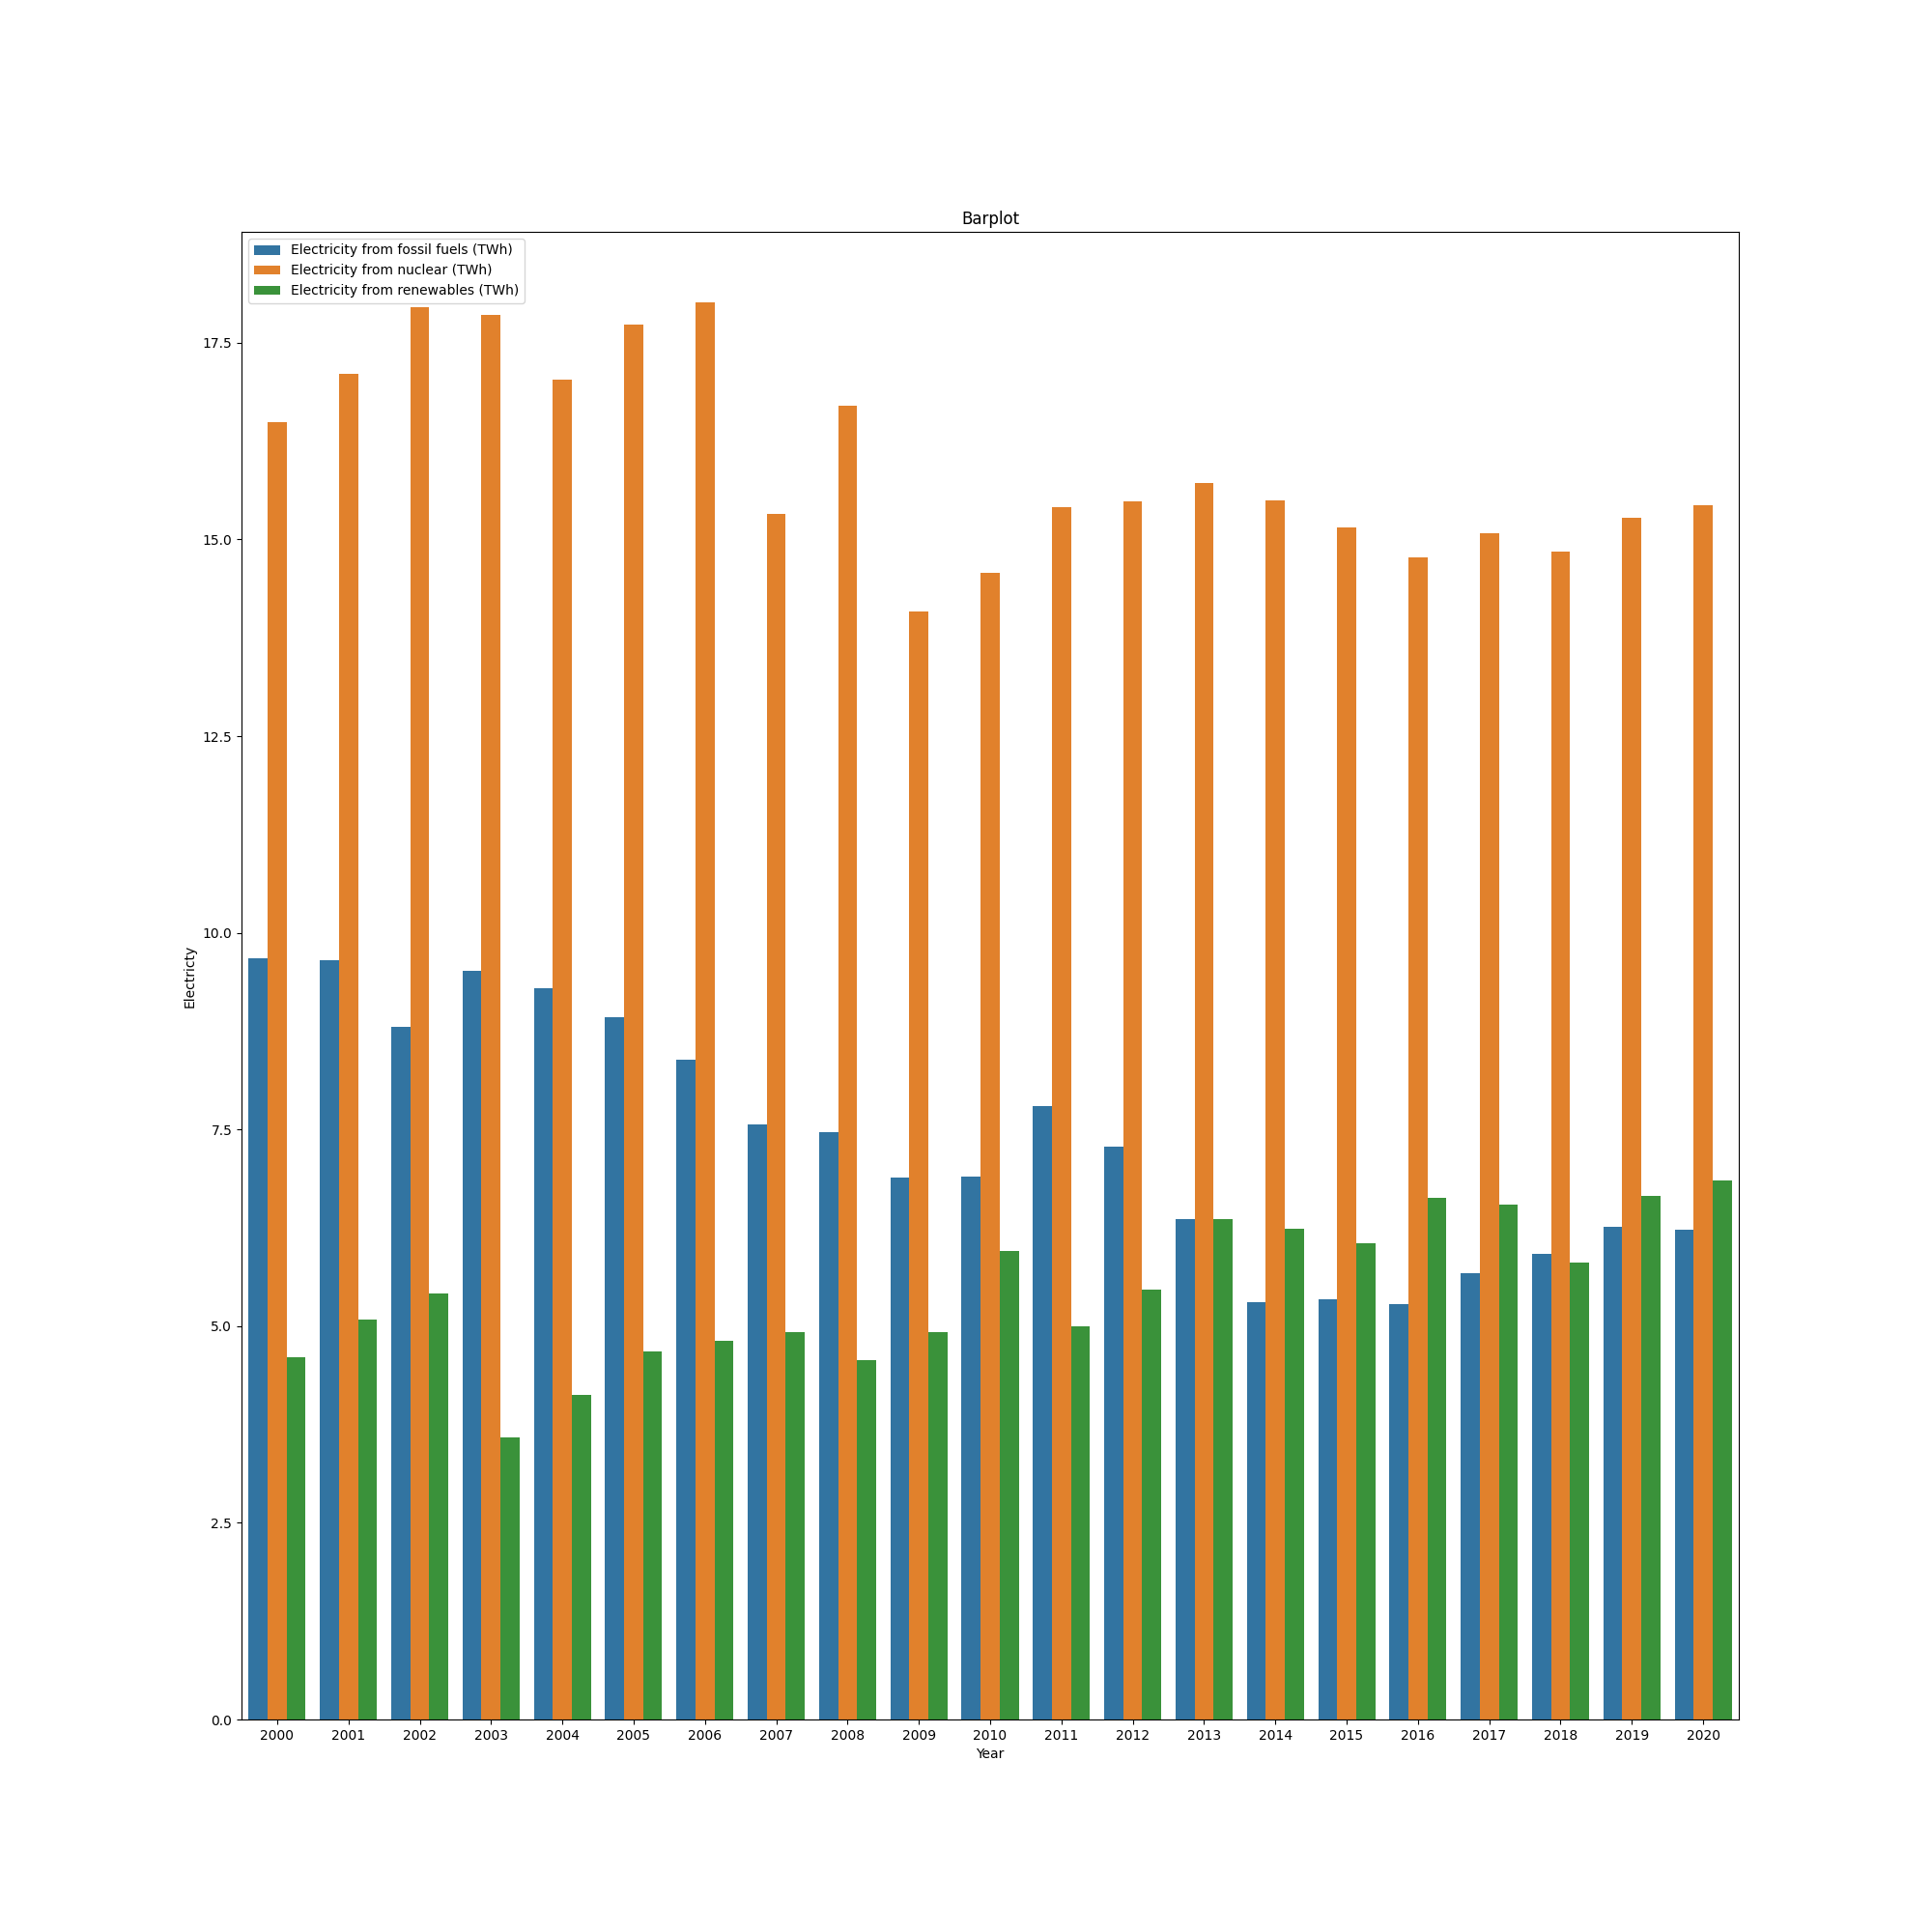 Barplot
Electricity from fossil fuels (TWh)
Electricity from nuclear (TWh)
Electricity from renewables (TWh)
17.5
15.0
12.5
10.0
7.5
5.0
2.5
0.0
Electricty
2000 2001 2002 2003 2004 2005 2006 2007 2008 2009 2010 2011 2012 2013 2014 2015 2016 2017 2018 2019 2020
Year